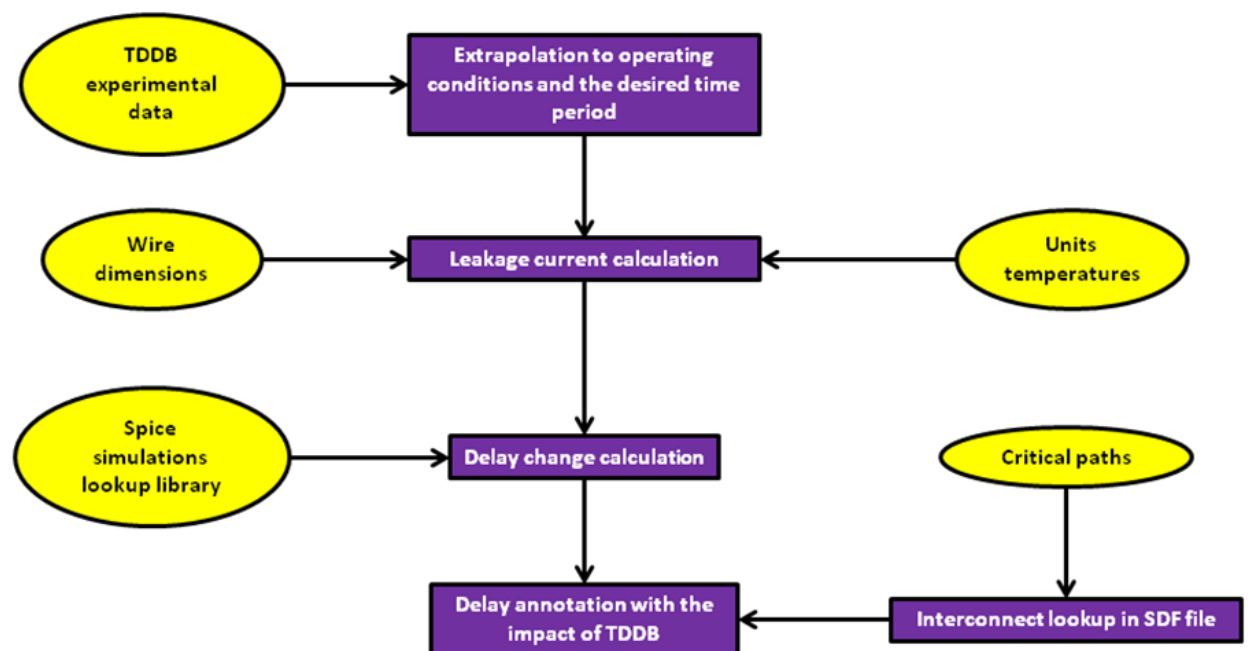 TDDB
experimental
data
Extrapolation to operating
conditions and the desired time
period
Wire
dimensions
Leakage current calculation
Units
temperatures
Spice
simulations
lookup library
Delay change calculation
Critical paths
Delay annotation with the
impact of TDDB
Interconnect lookup in SDF file